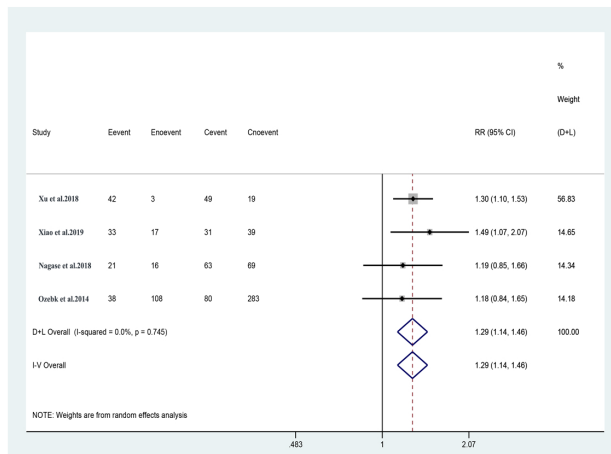 %
Weight
Study Eevent Enoevent Cevent Cnoevent RR (95% CI) (D+L)
Xu et al.2018 42 3 49 19 1.30 (1.10, 1.53) 56.83
Xiao et al.2019 33 17 31 39 1.49 (1.07, 2.07) 14.65
Nagase et al.2018 21 16 63 69 1.19 (0.85, 1.66) 14.34
Ozebk et al.2014 38 108 80 283 1.18 (0.84, 1.65) 14.18
D+L Overall (I-squared = 0.0%, p = 0.745) 1.29 (1.14, 1.46) 100.00
I-V Overall 1.29 (1.14, 1.46)
NOTE: Weights are from random effects analysis
.483 1 2.07